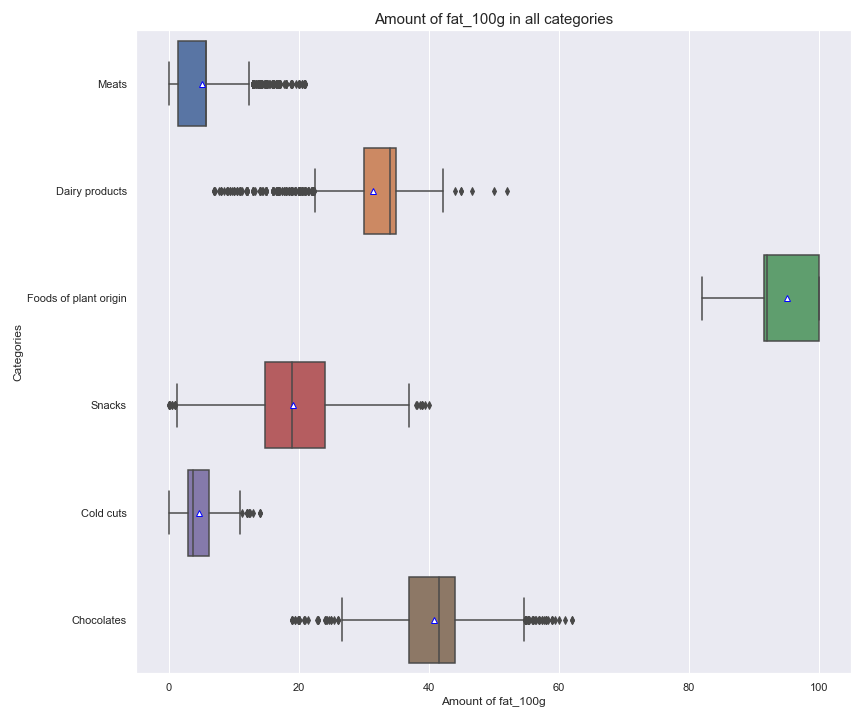 Amount of fat_100g in all categories
Meats
Dairy products
Foods of plant origin
Snacks
Cold cuts
Chocolates
Categories
0 20 40 60 80 100
Amount of fat_100g